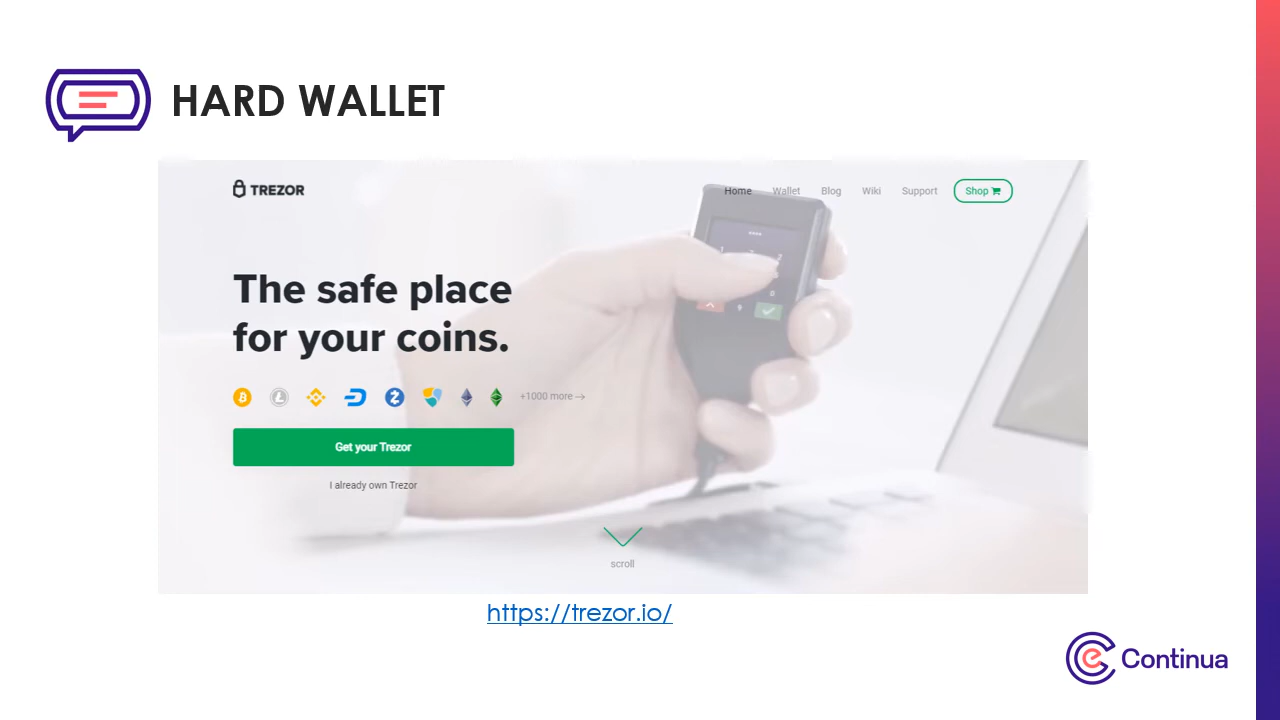 HARD WALLET
TREZOR
Home Wallet Blog Wiki Support Shop
The safe place
for your coins.
+1000 more →
Get your Trezor
I already own Trezor
scroll
https://trezor.io/
Continua